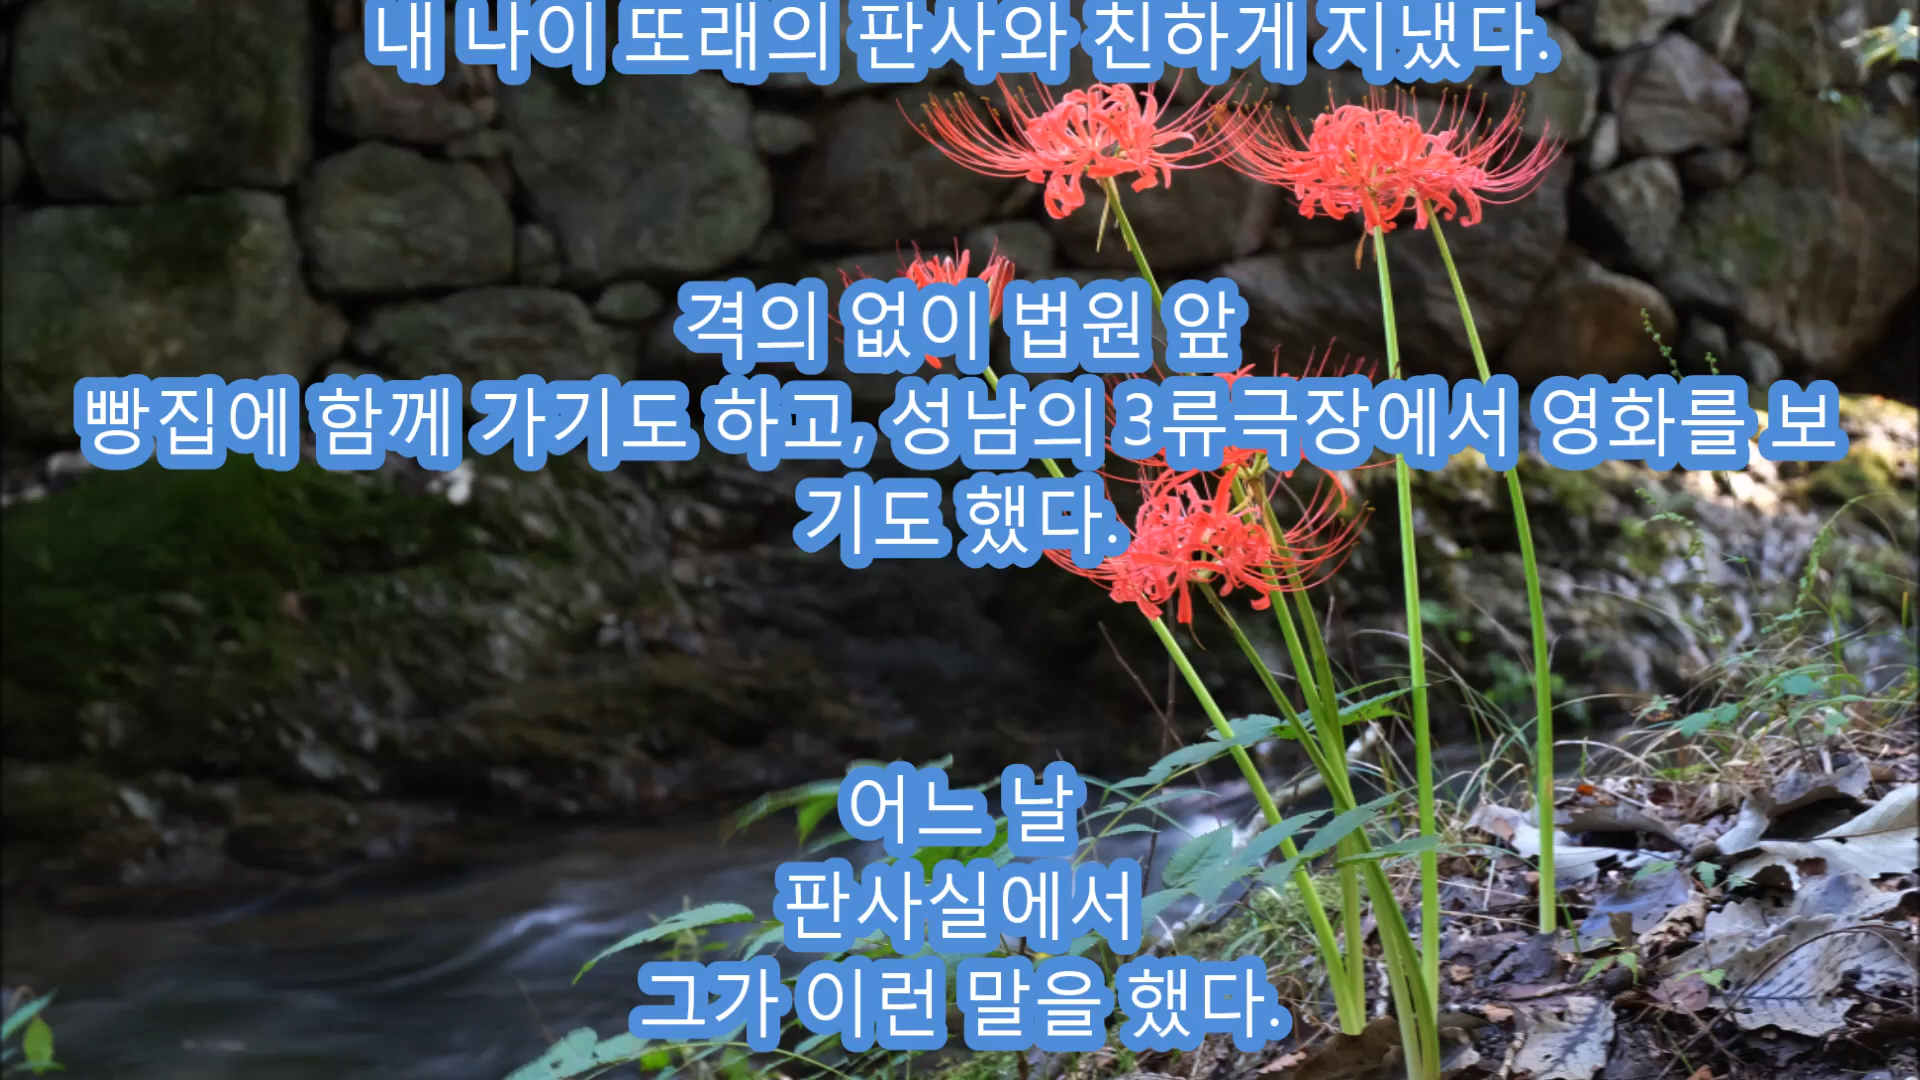 내 나이 또래의 판사와 친하게 지냈다.
격의 없이 법원 앞
빵집에 함께 가기도 하고, 성남의 3류극장에서 영화를 보
기도 했다.
어느 날
판사실에서
그가 이런 말을 했다.